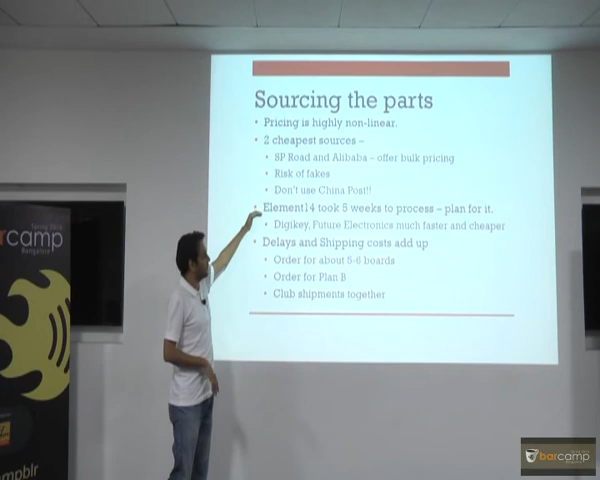 Sourcing the parts
• Pricing is highly non-linear.
• 2 cheapest sources –
• SP Road and Alibaba – offer bulk pricing
• Risk of fakes
• Don't use China Post!!
• Element14 took 5 weeks to process – plan for it.
• Digikey, Future Electronics much faster and cheaper
• Delays and Shipping costs add up
• Order for about 5-6 boards
• Order for Plan B
• Club shipments together
rcamp
Bangalore
mpblr
barcamp